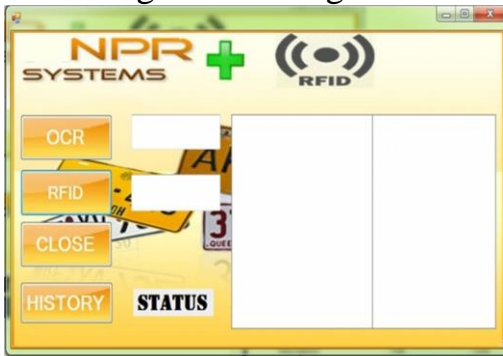 NPR
SYSTEMS
RFID
OCR
RFID
CLOSE
HISTORY
STATUS